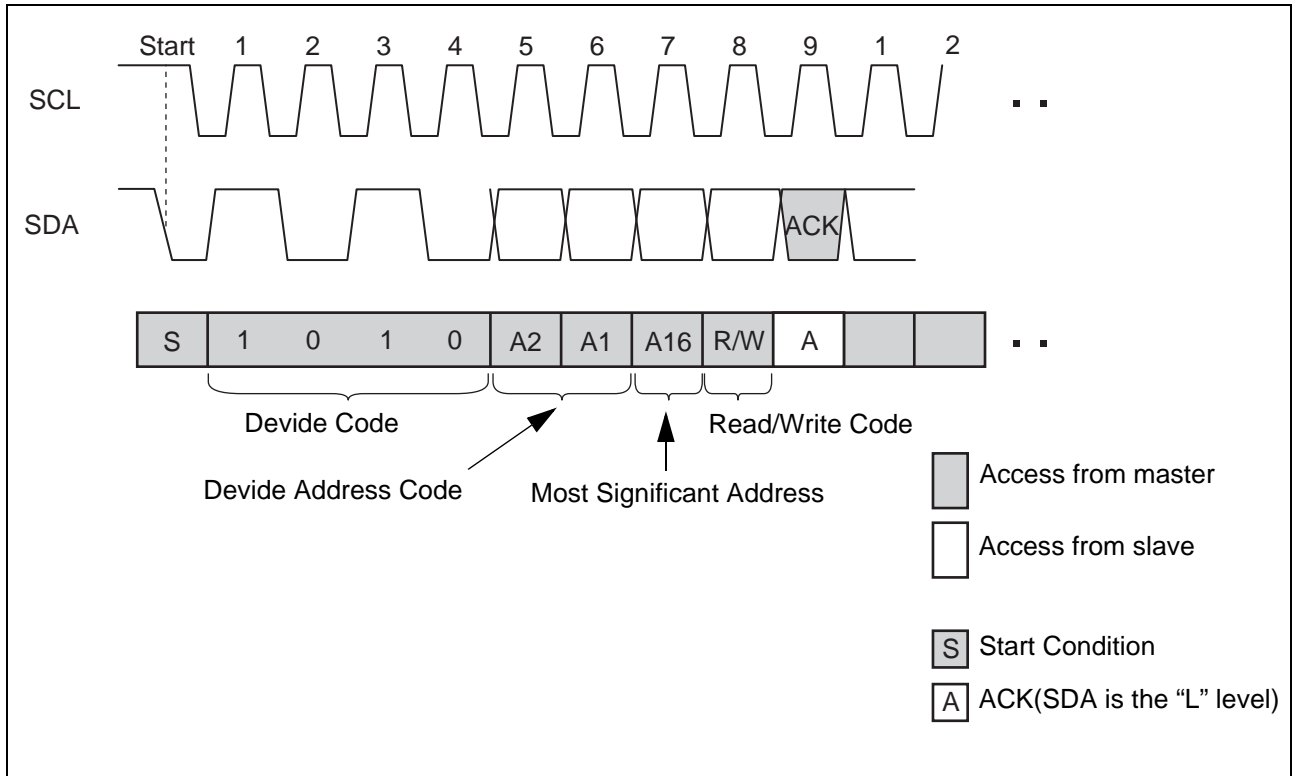 Start 1 2 3 4 5 6 7 8 9 1 2
SCL
SDA
ACK
S 1 0 1 0 A2 A1 A16 R/W A
Devide Code
Read/Write Code
Devide Address Code
Most Significant Address
Access from master
Access from slave
S Start Condition
A ACK(SDA is the “L” level)